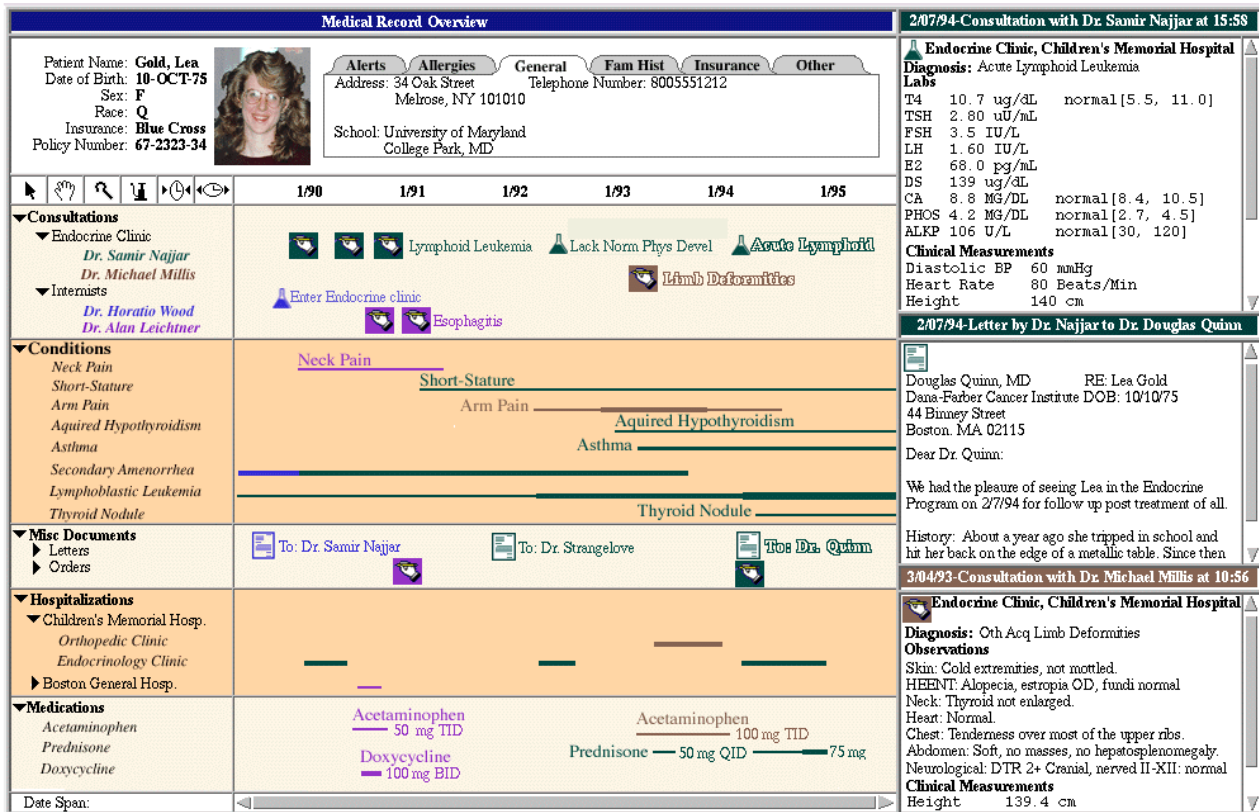 Medical Record Overview
Patient Name: Gold, Lea
Date of Birth: 10-OCT-75
Sex: F
Race: Q
Insurance: Blue Cross
Policy Number: 67-2323-34
Alerts Allergies General Fam Hist Insurance Other
Address: 34 Oak Street Telephone Number: 8005551212
Melrose, NY 101010
School: University of Maryland
College Park, MD
1/90 1/91 1/92 1/93 1/94 1/95
Consultations
Endocrine Clinic
Dr. Samir Najjar
Dr. Michael Millis
Internists
Dr. Horatio Wood
Dr. Alan Leichtner
Lymphoid Leukemia Lack Norm Phys Devel Acute Lymphoid
Limb Deformities
Enter Endocrine clinic
Esophagitis
Conditions
Neck Pain
Short-Stature
Arm Pain
Aquired Hypothyroidism
Asthma
Secondary Amenorrhea
Lymphoblastic Leukemia
Thyroid Nodule
Neck Pain
Short-Stature
Arm Pain
Aquired Hypothyroidism
Asthma
Thyroid Nodule
Misc Documents
Letters
Orders
To: Dr. Samir Najjar To: Dr. Strangelove To: Dr. Quinn
Hospitalizations
Children's Memorial Hosp.
Orthopedic Clinic
Endocrinology Clinic
Boston General Hosp.
Medications
Acetaminophen
Prednisone
Doxycycline
Acetaminophen
50 mg TID
Doxycycline
100 mg BID
Acetaminophen
100 mg TID
Prednisone 50 mg QID 75 mg
Date Span:
2/07/94-Consultation with Dr. Samir Najjar at 15:58
Endocrine Clinic, Children's Memorial Hospital
Diagnosis: Acute Lymphoid Leukemia
Labs
T4 10.7 ug/dL normal[5.5, 11.0]
TSH 2.80 uU/mL
FSH 3.5 IU/L
LH 1.60 IU/L
E2 68.0 pg/mL
DS 139 ug/dL
CA 8.8 MG/DL normal[8.4, 10.5]
PHOS 4.2 MG/DL normal[2.7, 4.5]
ALKP 106 U/L normal[30, 120]
Clinical Measurements
Diastolic BP 60 mmHg
Heart Rate 80 Beats/Min
Height 140 cm
2/07/94-Letter by Dr. Najjar to Dr. Douglas Quinn
Douglas Quinn, MD RE: Lea Gold
Dana-Farber Cancer Institute DOB: 10/10/75
44 Binney Street
Boston. MA 02115
Dear Dr. Quinn:
We had the pleaure of seeing Lea in the Endocrine
Program on 2/7/94 for follow up post treatment of all.
History: About a year ago she tripped in school and
hit her back on the edge of a metallic table. Since then
3/04/93-Consultation with Dr. Michael Millis at 10:56
Endocrine Clinic, Children's Memorial Hospital
Diagnosis: Oth Acq Limb Deformities
Observations
Skin: Cold extremities, not mottled.
HEENT: Alopecia, estropia OD, fundi normal
Neck: Thyroid not enlarged.
Heart: Normal.
Chest: Tenderness over most of the upper ribs.
Abdomen: Soft, no masses, no hepatosplenomegaly.
Neurological: DTR 2+ Cranial, nerved II-XII: normal
Clinical Measurements
Height 139.4 cm